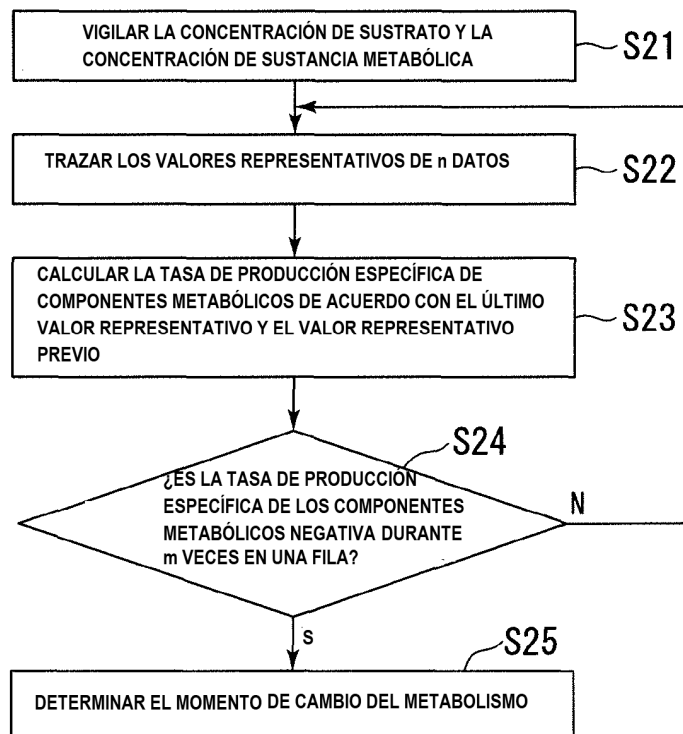 VIGILAR LA CONCENTRACIÓN DE SUSTRATO Y LA
CONCENTRACIÓN DE SUSTANCIA METABÓLICA
S21
TRAZAR LOS VALORES REPRESENTATIVOS DE n DATOS
S22
CALCULAR LA TASA DE PRODUCCIÓN ESPECÍFICA DE
COMPONENTES METABÓLICOS DE ACUERDO CON EL ÚLTIMO
VALOR REPRESENTATIVO Y EL VALOR REPRESENTATIVO
PREVIO
S23
S24
¿ES LA TASA DE PRODUCCIÓN
ESPECÍFICA DE LOS COMPONENTES
METABÓLICOS NEGATIVA DURANTE
m VECES EN UNA FILA?
N
S
S25
DETERMINAR EL MOMENTO DE CAMBIO DEL METABOLISMO